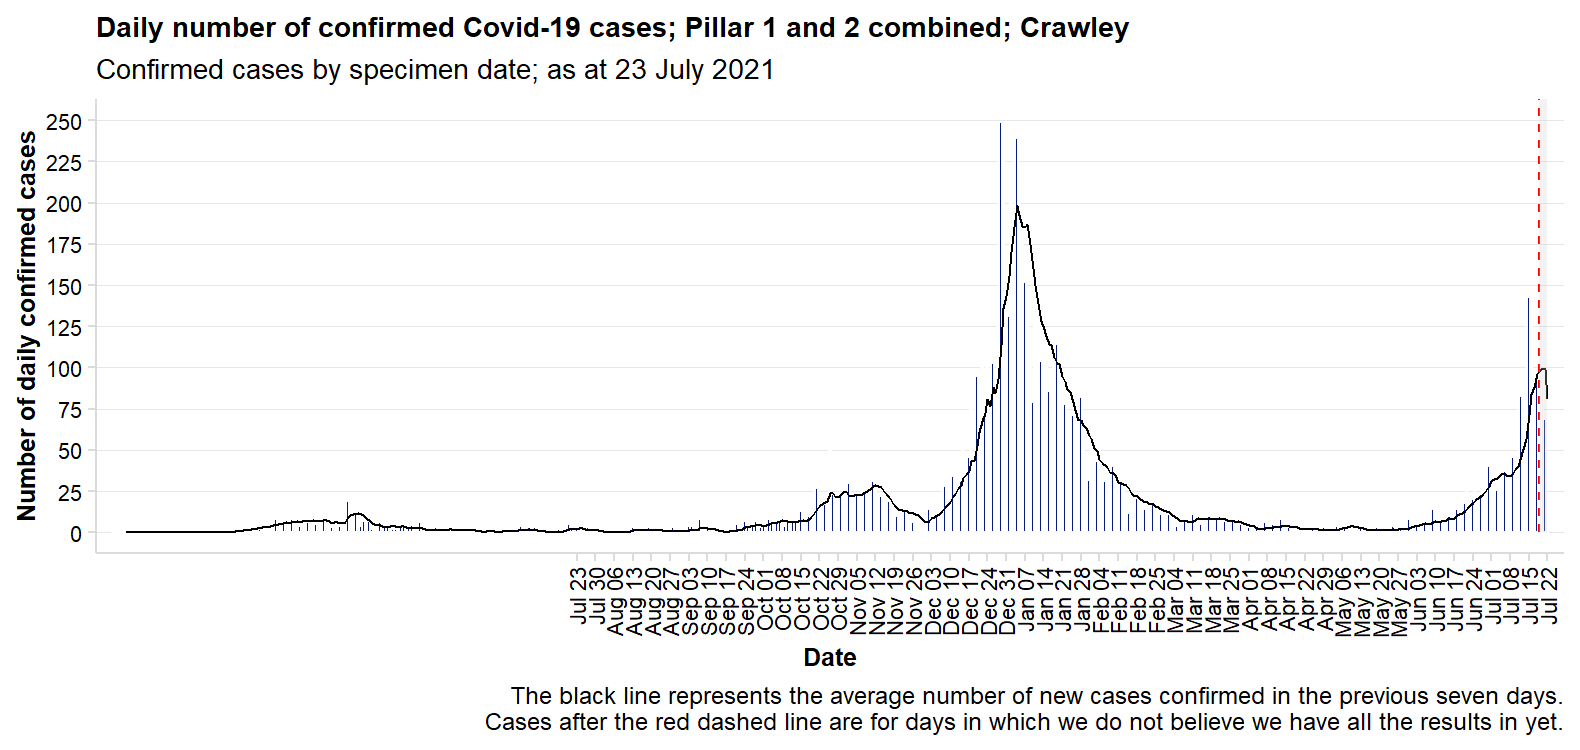 Daily number of confirmed Covid-19 cases; Pillar 1 and 2 combined; Crawley
Confirmed cases by specimen date; as at 23 July 2021
Number of daily confirmed cases
250
225
200
175
150
125
100
75
50
25
0
Jul 23
Jul 30
Aug 06
Aug 13
Aug 20
Aug 27
Sep 03
Sep 10
Sep 17
Sep 24
Oct 01
Oct 08
Oct 15
Oct 22
Oct 29
Nov 05
Nov 12
Nov 19
Nov 26
Dec 03
Dec 10
Dec 17
Dec 24
Dec 31
Jan 07
Jan 14
Jan 21
Jan 28
Feb 04
Feb 11
Feb 18
Feb 25
Mar 04
Mar 11
Mar 18
Mar 25
Apr 01
Apr 08
Apr 15
Apr 22
Apr 29
May 06
May 13
May 20
May 27
Jun 03
Jun 10
Jun 17
Jun 24
Jul 01
Jul 08
Jul 15
Jul 22
Date
The black line represents the average number of new cases confirmed in the previous seven days.
Cases after the red dashed line are for days in which we do not believe we have all the results in yet.